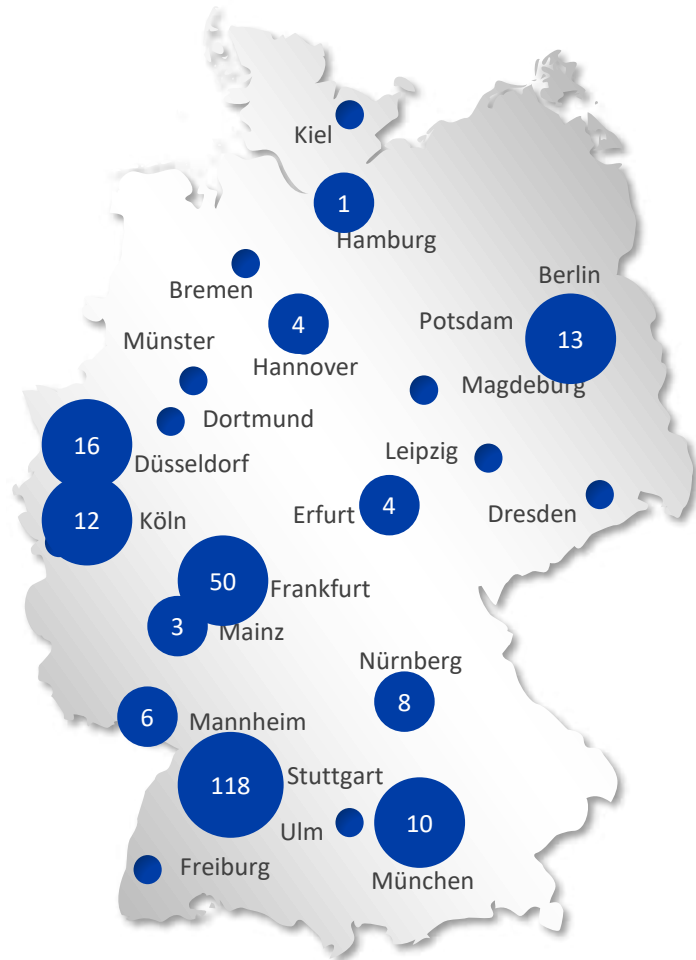 Kiel
1
Hamburg
Bremen
Berlin
4
Potsdam
13
Hannover
Münster
Magdeburg
Dortmund
16
Düsseldorf
Leipzig
12
Köln
Erfurt
4
Dresden
50
Frankfurt
3
Mainz
Nürnberg
8
6
Mannheim
118
Stuttgart
Ulm
10
Freiburg
München